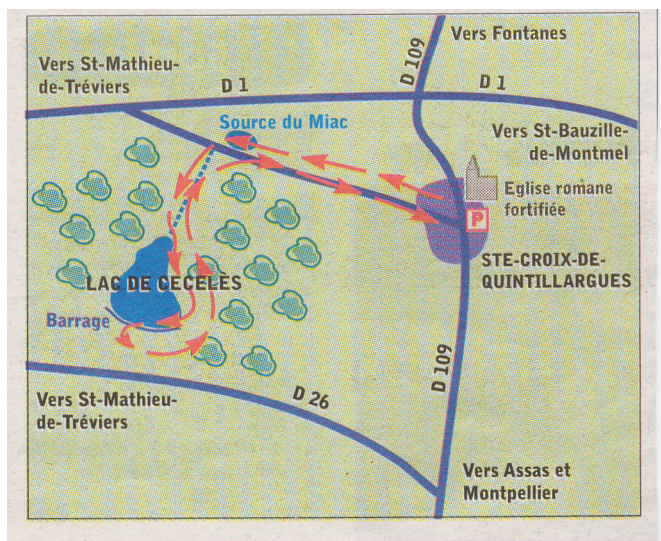 Vers Fontanes
D 109
Vers St-Mathieu-
de-Tréviers
D 1
D 1
Source du Miac
Vers St-Bauzille-
de-Montmel
Eglise romane
fortifiée
P
STE-CROIX-DE-
QUINTILLARGUES
LAC DE CECELÈS
Barrage
D 109
Vers St-Mathieu-
de-Tréviers
D 26
Vers Assas et
Montpellier